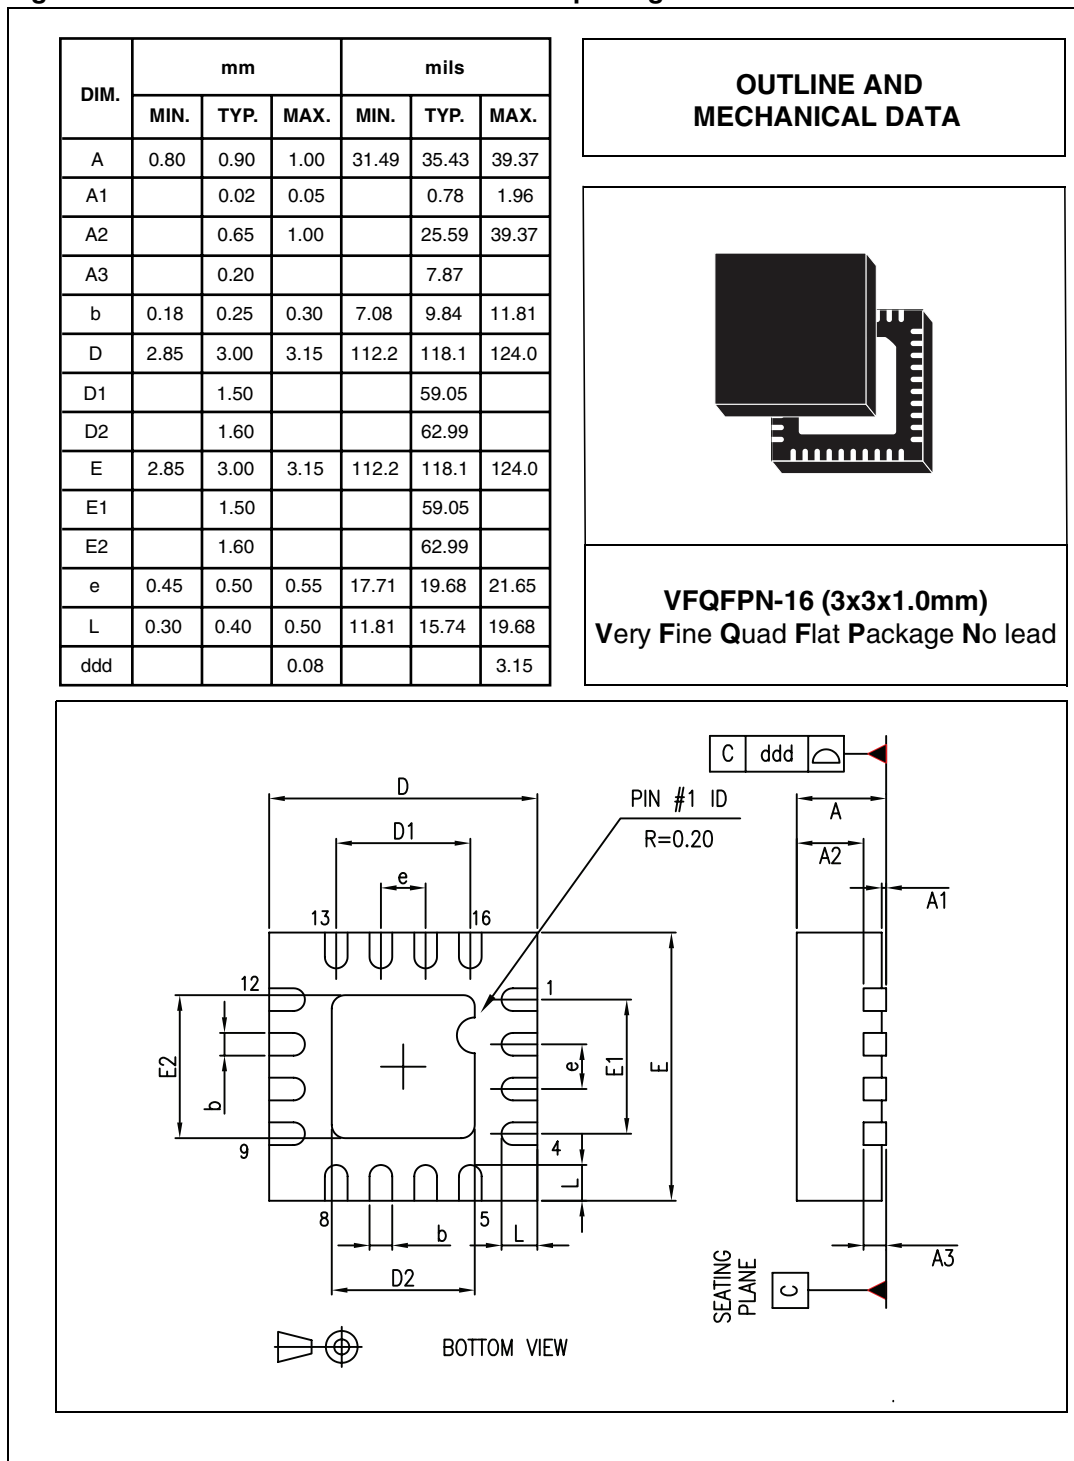 DIM. mm mils
MIN. TYP. MAX. MIN. TYP. MAX.
A 0.80 0.90 1.00 31.49 35.43 39.37
A1 0.02 0.05 0.78 1.96
A2 0.65 1.00 25.59 39.37
A3 0.20 7.87
b 0.18 0.25 0.30 7.08 9.84 11.81
D 2.85 3.00 3.15 112.2 118.1 124.0
D1 1.50 59.05
D2 1.60 62.99
E 2.85 3.00 3.15 112.2 118.1 124.0
E1 1.50 59.05
E2 1.60 62.99
e 0.45 0.50 0.55 17.71 19.68 21.65
L 0.30 0.40 0.50 11.81 15.74 19.68
ddd 0.08 3.15
OUTLINE AND
MECHANICAL DATA
VFQFPN-16 (3x3x1.0mm)
Very Fine Quad Flat Package No lead
C ddd
D
PIN #1 ID
R=0.20
A
D1
A2
e
A1
13 16
12 1
E2
b
e
E1
E
9 4
L
8 5
b
L
A3
D2
SEATING
PLANE
C
BOTTOM VIEW